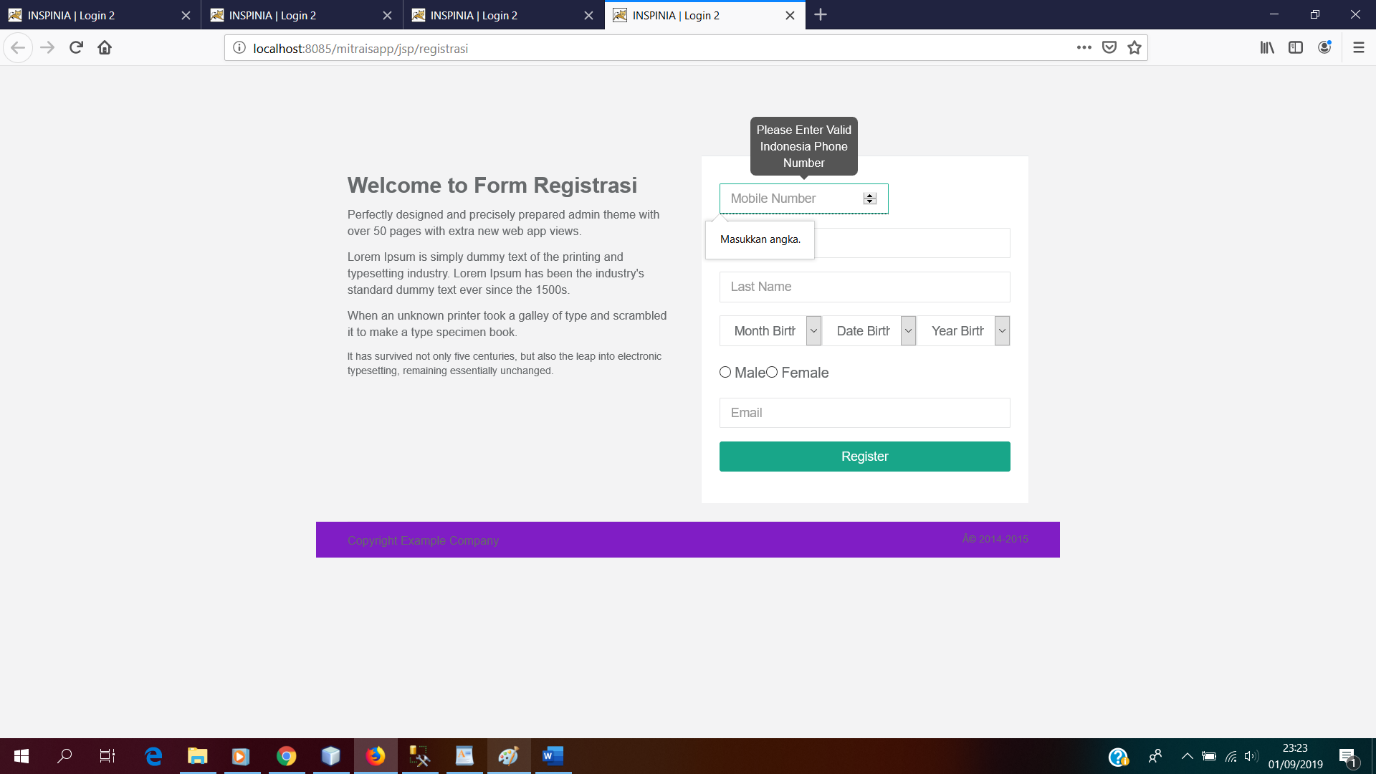 INSPINIA | Login 2
INSPINIA | Login 2
INSPINIA | Login 2
INSPINIA | Login 2
localhost:8085/mitraisapp/jsp/registrasi
Please Enter Valid
Indonesia Phone
Number
Welcome to Form Registrasi
Perfectly designed and precisely prepared admin theme with
over 50 pages with extra new web app views.
Lorem Ipsum is simply dummy text of the printing and
typesetting industry. Lorem Ipsum has been the industry's
standard dummy text ever since the 1500s.
When an unknown printer took a galley of type and scrambled
it to make a type specimen book.
It has survived not only five centuries, but also the leap into electronic
typesetting, remaining essentially unchanged.
Mobile Number
Masukkan angka.
Last Name
Month Birth Date Birth Year Birth
Male Female
Email
Register
Copyright Example Company
Â© 2014-2015
23:23
01/09/2019
1